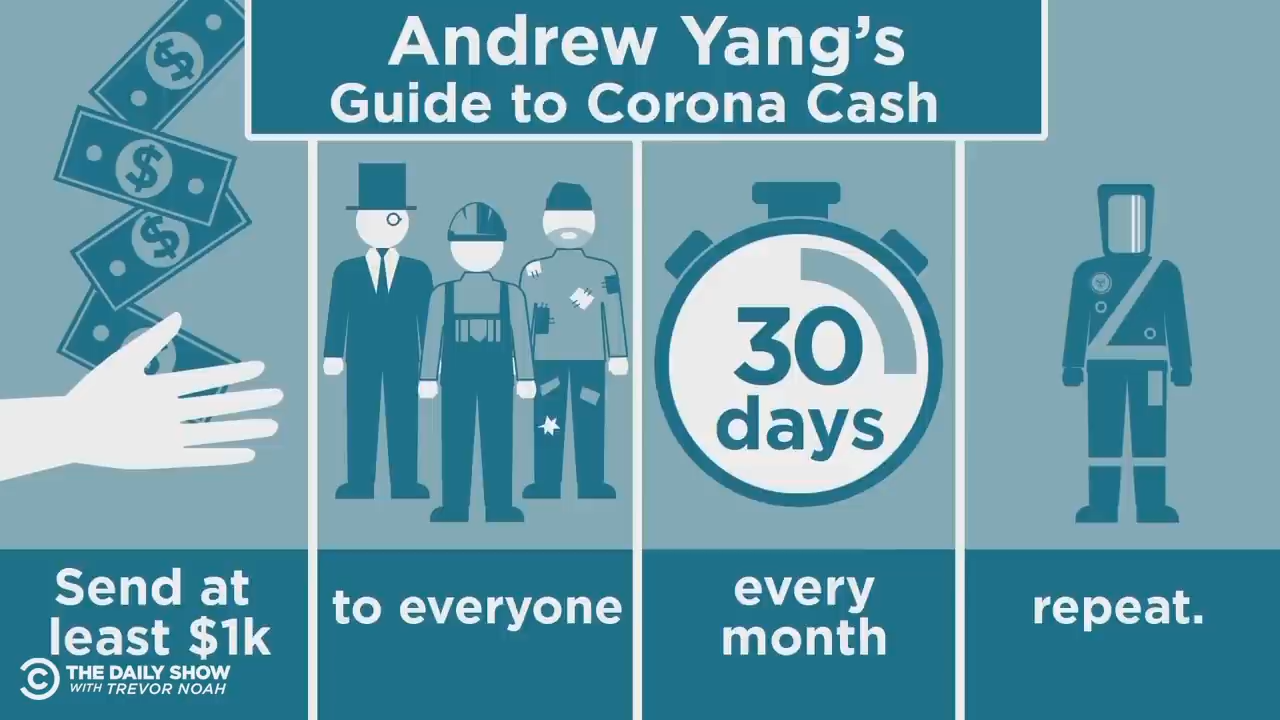 Andrew Yang's
Guide to Corona Cash
$
$
$
30
days
Send at
least $1k
to everyone
every
month
repeat.
THE DAILY SHOW
WITH TREVOR NOAH